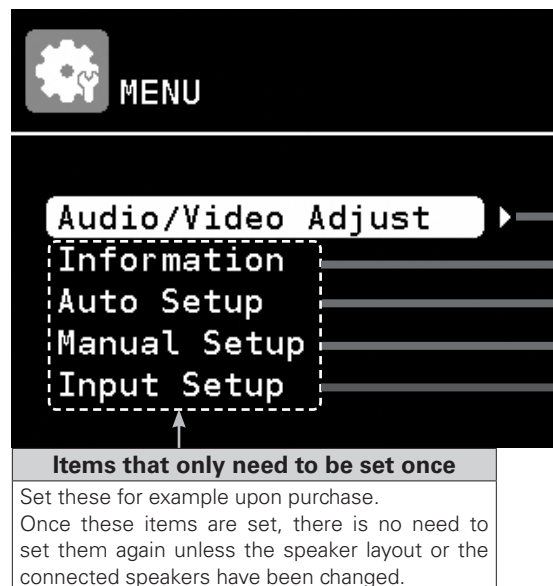 MENU
Audio/Video Adjust
Information
Auto Setup
Manual Setup
Input Setup
Items that only need to be set once
Set these for example upon purchase.
Once these items are set, there is no need to
set them again unless the speaker layout or the
connected speakers have been changed.